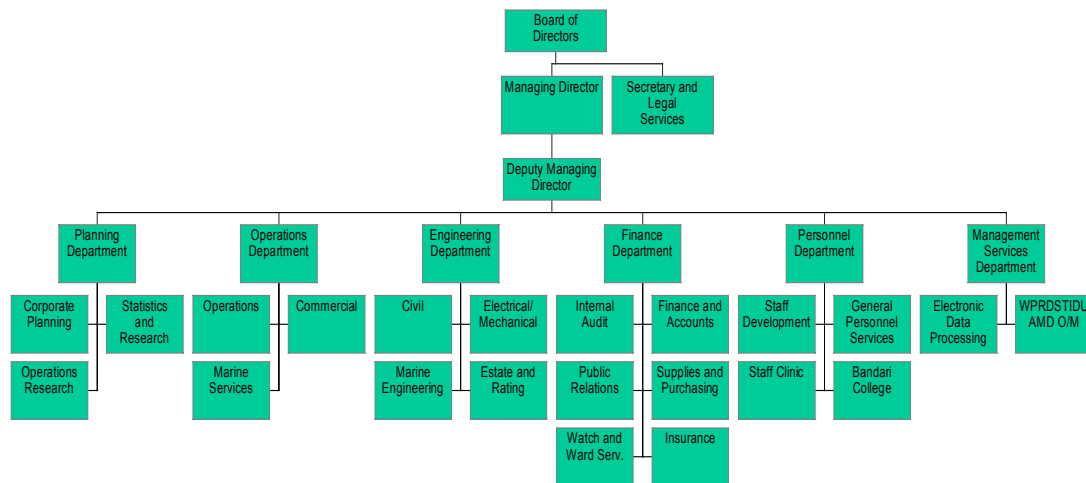 Board of
Directors
Managing Director
Secretary and
Legal
Services
Deputy Managing
Director
Planning
Department
Operations
Department
Engineering
Department
Finance
Department
Personnel
Department
Management
Services
Department
Corporate
Planning
Statistics
and
Research
Operations
Research
Operations
Commercial
Marine
Services
Civil
Electrical/
Mechanical
Marine
Engineering
Estate and
Rating
Internal
Audit
Finance and
Accounts
Public
Relations
Supplies and
Purchasing
Watch and
Ward Serv.
Insurance
Staff
Development
General
Personnel
Services
Staff Clinic
Bandari
College
Electronic
Data
Processing
WPRDSTIDU
AMD O/M